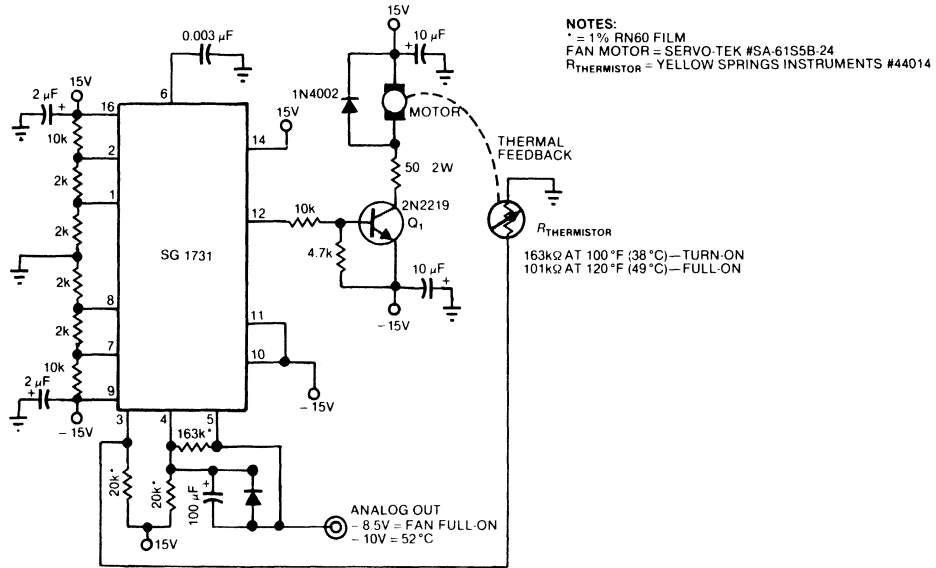 15V
10 µF
+
NOTES:
* = 1% RN60 FILM
FAN MOTOR = SERVO-TEK #SA-61S5B-24
RTHERMISTOR = YELLOW SPRINGS INSTRUMENTS #44014
0.003 µF
6
15V
2 µF
+
16
1N4002
MOTOR
10k
15V
14
THERMAL
FEEDBACK
2
50 2W
2k
1
2N2219
12
10k
Q1
2k
RTHERMISTOR
SG 1731
4.7k
163kΩ AT 100°F (38°C)—TURN-ON
101kΩ AT 120°F (49°C)—FULL-ON
2k
10 µF
+
8
-15V
11
2k
7
10
10k
2 µF
+
9
-15V
-15V
3
4
5
163k*
20k*
20k*
100 µF
+
ANALOG OUT
-8.5V = FAN FULL-ON
-10V = 52°C
15V